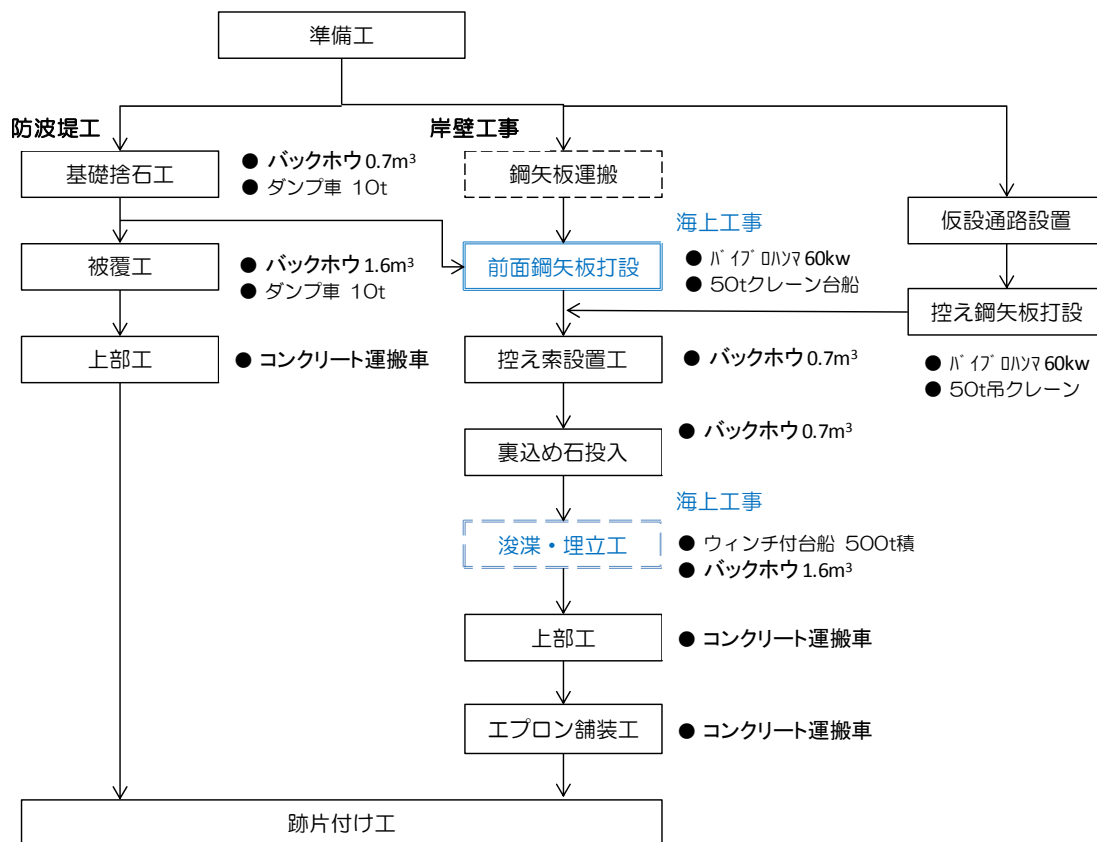 準備工
防波堤工
岸壁工事
基礎捨石工
● バックホウ 0.7m³
● ダンプ車 10t
鋼矢板運搬
仮設通路設置
海上工事
被覆工
● バックホウ 1.6m³
● ダンプ車 10t
前面鋼矢板打設
● バイブロハンマ 60kw
● 50tクレーン台船
控え鋼矢板打設
● バイブロハンマ 60kw
● 50t吊クレーン
上部工
● コンクリート運搬車
控え索設置工
● バックホウ 0.7m³
裏込め石投入
● バックホウ 0.7m³
海上工事
浚渫・埋立工
● ウィンチ付台船 500t積
● バックホウ 1.6m³
上部工
● コンクリート運搬車
エプロン舗装工
● コンクリート運搬車
跡片付け工